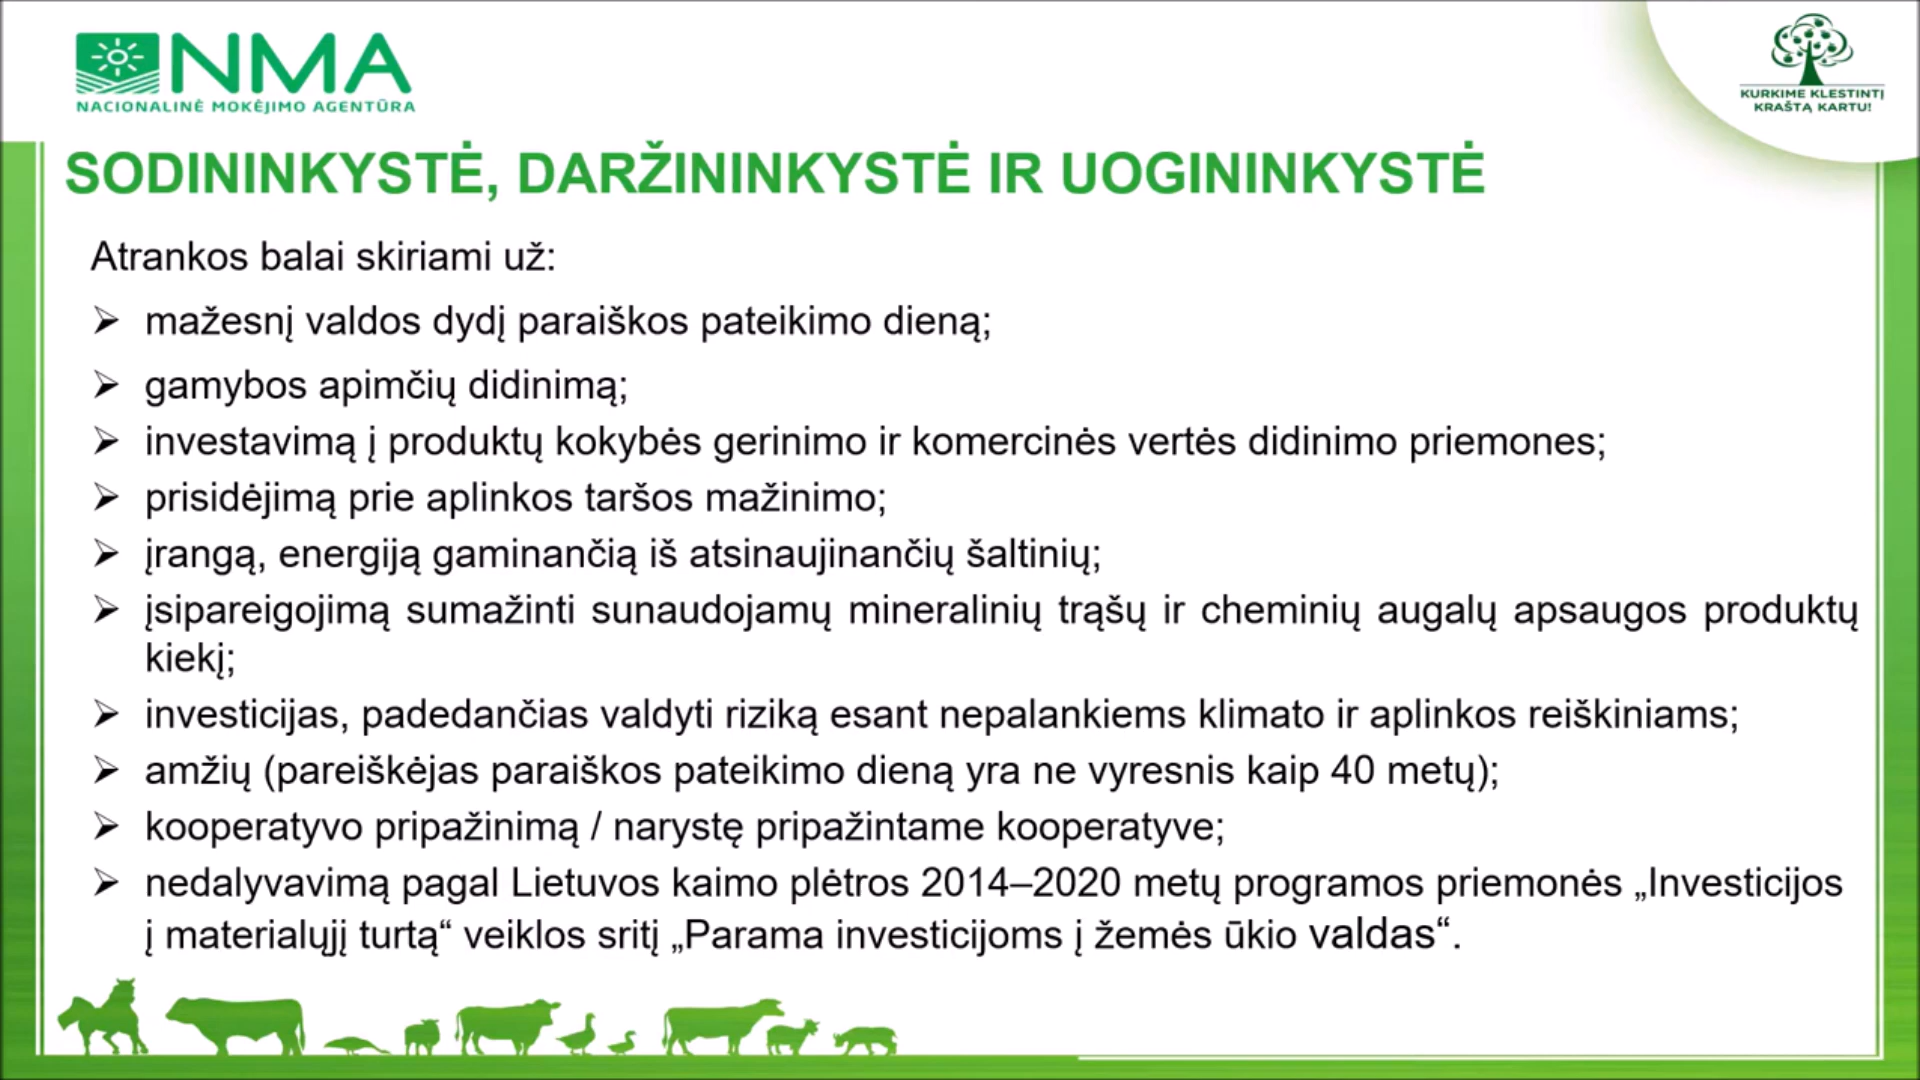 NMA
NACIONALINĖ MOKĖJIMO AGENTŪRA
KURKIME KLESTINTĮ
KRAŠTĄ KARTU!
SODININKYSTĖ, DARŽININKYSTĖ IR UOGININKYSTĖ
Atrankos balai skiriami už:
➢ mažesnį valdos dydį paraiškos pateikimo dieną;
➢ gamybos apimčių didinimą;
➢ investavimą į produktų kokybės gerinimo ir komercinės vertės didinimo priemones;
➢ prisidėjimą prie aplinkos taršos mažinimo;
➢ įrangą, energiją gaminančią iš atsinaujinančių šaltinių;
➢ įsipareigojimą sumažinti sunaudojamų mineralinių trąšų ir cheminių augalų apsaugos produktų
kiekį;
➢ investicijas, padedančias valdyti riziką esant nepalankiems klimato ir aplinkos reiškiniams;
➢ amžių (pareiškėjas paraiškos pateikimo dieną yra ne vyresnis kaip 40 metų);
➢ kooperatyvo pripažinimą / narystę pripažintame kooperatyve;
➢ nedalyvavimą pagal Lietuvos kaimo plėtros 2014–2020 metų programos priemonės „Investicijos
į materialųjį turtą“ veiklos sritį „Parama investicijoms į žemės ūkio valdas“.